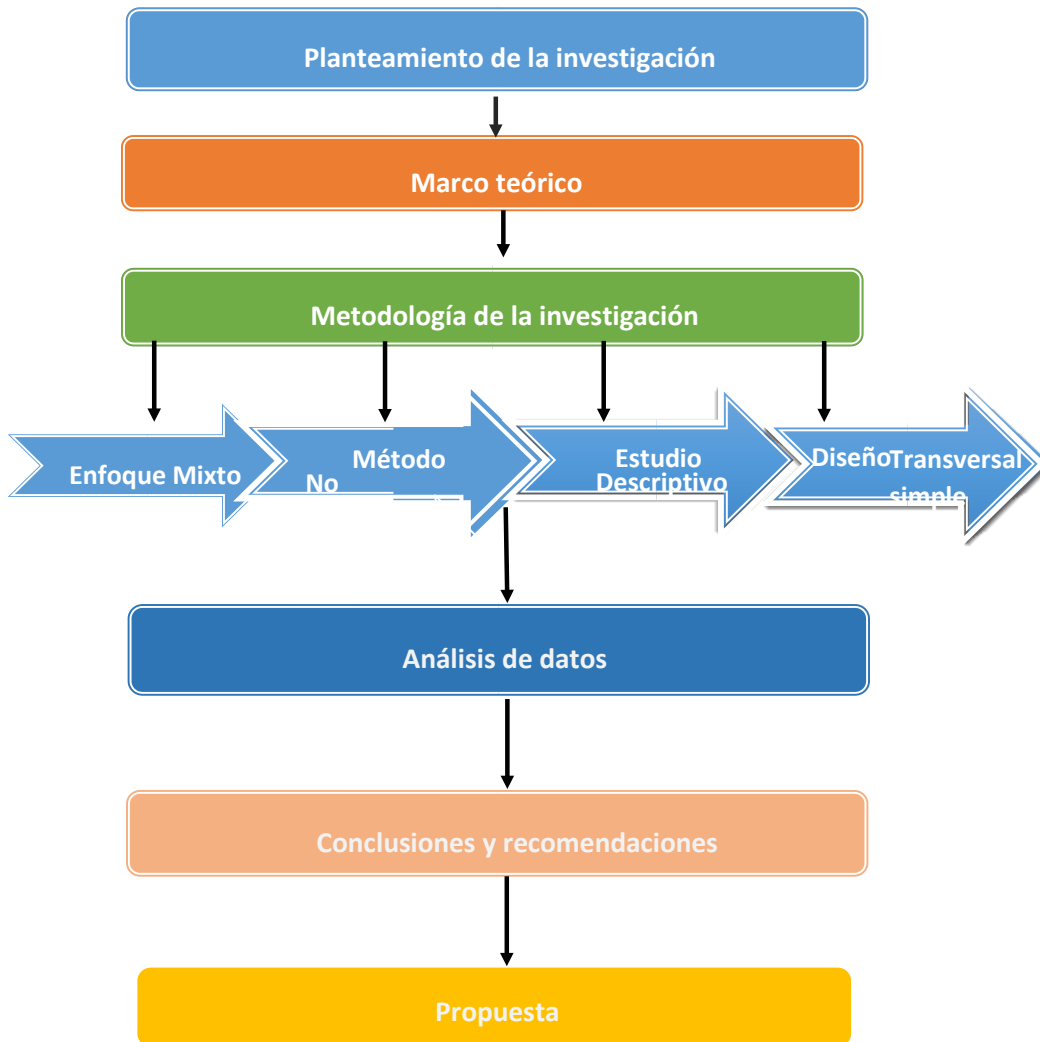 Planteamiento de la investigación
Marco teórico
Metodología de la investigación
Enfoque Mixto
Método
No
Estudio
Descriptivo
Diseño Transversal
simple
Análisis de datos
Conclusiones y recomendaciones
Propuesta